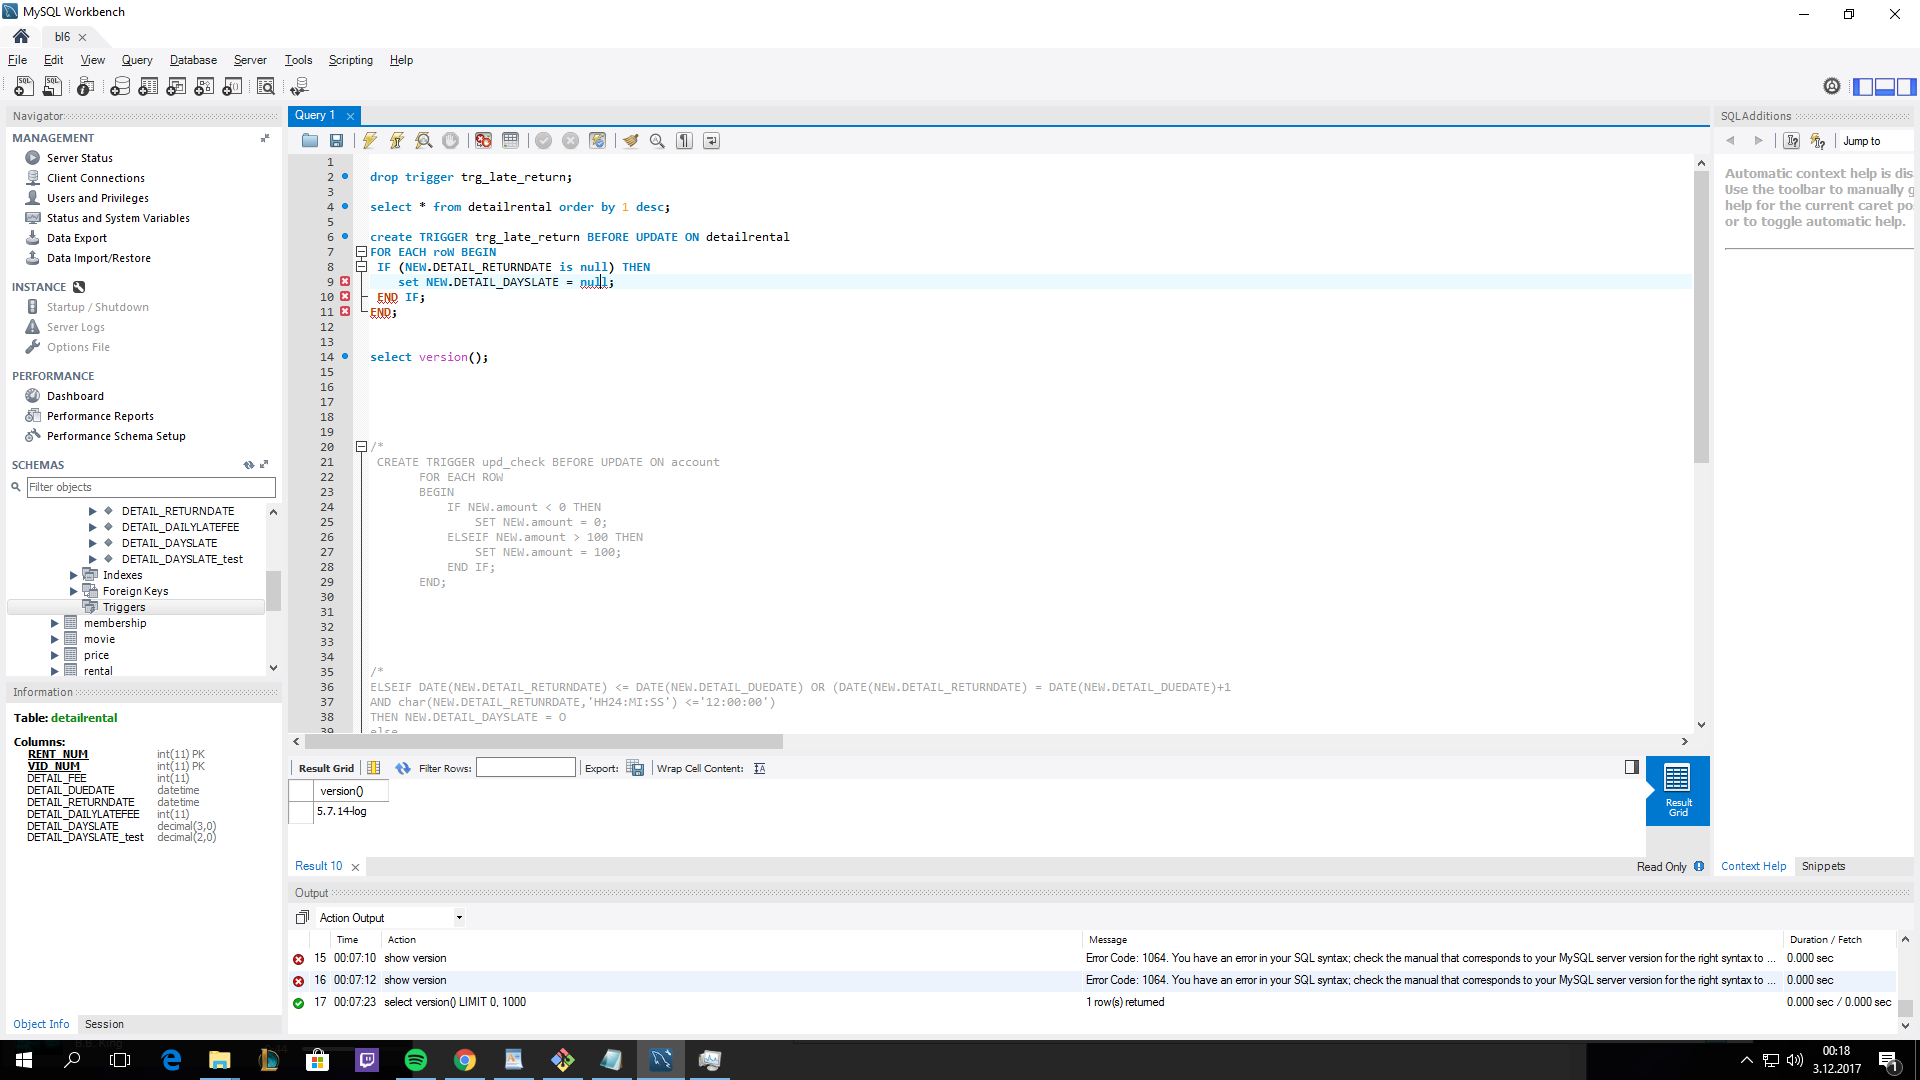 MySQL Workbench
bl6
File Edit View Query Database Server Tools Scripting Help
Navigator
MANAGEMENT
Server Status
Client Connections
Users and Privileges
Status and System Variables
Data Export
Data Import/Restore
INSTANCE
Startup / Shutdown
Server Logs
Options File
PERFORMANCE
Dashboard
Performance Reports
Performance Schema Setup
SCHEMAS
Filter objects
DETAIL_RETURNDATE
DETAIL_DAILYLATEFEE
DETAIL_DAYSLATE
DETAIL_DAYSLATE_test
Indexes
Foreign Keys
Triggers
membership
movie
price
rental
Information
Table: detailrental
Columns:
RENT_NUM int(11) PK
VID_NUM int(11) PK
DETAIL_FEE int(11)
DETAIL_DUEDATE datetime
DETAIL_RETURNDATE datetime
DETAIL_DAILYLATEFEE int(11)
DETAIL_DAYSLATE decimal(3,0)
DETAIL_DAYSLATE_test decimal(2,0)
Object Info Session
Query 1
1
2 drop trigger trg_late_return;
3
4 select * from detailrental order by 1 desc;
5
6 create TRIGGER trg_late_return BEFORE UPDATE ON detailrental
7 FOR EACH roW BEGIN
8 IF (NEW.DETAIL_RETURNDATE is null) THEN
9 set NEW.DETAIL_DAYSLATE = null;
10 END IF;
11 END;
12
13
14 select version();
15
16
17
18
19
20 /*
21 CREATE TRIGGER upd_check BEFORE UPDATE ON account
22 FOR EACH ROW
23 BEGIN
24 IF NEW.amount < 0 THEN
25 SET NEW.amount = 0;
26 ELSEIF NEW.amount > 100 THEN
27 SET NEW.amount = 100;
28 END IF;
29 END;
30
31
32
33
34
35 /*
36 ELSEIF DATE(NEW.DETAIL_RETURNDATE) <= DATE(NEW.DETAIL_DUEDATE) OR (DATE(NEW.DETAIL_RETURNDATE) = DATE(NEW.DETAIL_DUEDATE)+1
37 AND char(NEW.DETAIL_RETUNRDATE,'HH24:MI:SS') <='12:00:00')
38 THEN NEW.DETAIL_DAYSLATE = O
39 else
Result Grid Filter Rows: Export: Wrap Cell Content:
version()
5.7.14-log
Result Grid
Result 10
Read Only
SQLAdditions
Jump to
Automatic context help is dis
Use the toolbar to manually g
help for the current caret po
or to toggle automatic help.
Context Help Snippets
Output
Action Output
Time Action Message Duration / Fetch
15 00:07:10 show version Error Code: 1064. You have an error in your SQL syntax; check the manual that corresponds to your MySQL server version for the right syntax to ... 0.000 sec
16 00:07:12 show version Error Code: 1064. You have an error in your SQL syntax; check the manual that corresponds to your MySQL server version for the right syntax to ... 0.000 sec
17 00:07:23 select version() LIMIT 0, 1000 1 row(s) returned 0.000 sec / 0.000 sec
00:18
3.12.2017
1